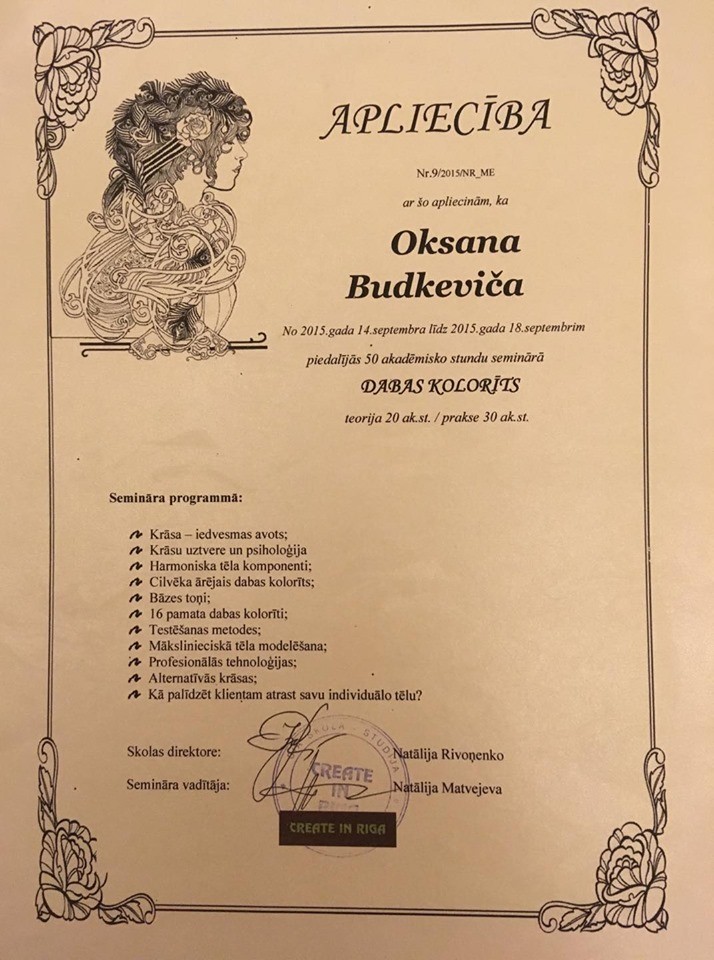 APLIECĪBA
Nr.9/2015/NR_ME
ar šo apliecinām, ka
Oksana
Budkeviča
No 2015.gada 14.septembra līdz 2015.gada 18.septembrim
piedalījās 50 akadēmisko stundu seminārā
DABAS KOLORĪTS
teorija 20 ak.st. / prakse 30 ak.st.
Semināra programmā:
Krāsa – iedvesmas avots;
Krāsu uztvere un psiholoģija
Harmoniska tēla komponenti;
Cilvēka ārējais dabas kolorīts;
Bāzes toņi;
16 pamata dabas kolorīti;
Testēšanas metodes;
Mākslinieciskā tēla modelēšana;
Profesionālās tehnoloģijas;
Alternatīvās krāsas;
Kā palīdzēt klientam atrast savu individuālo tēlu?
Skolas direktore: Natālija Rivoņenko
Semināra vadītāja: Natālija Matvejeva
SKOLA - STUDIJA
CREATE
IN
RIGA
CREATE IN RIGA